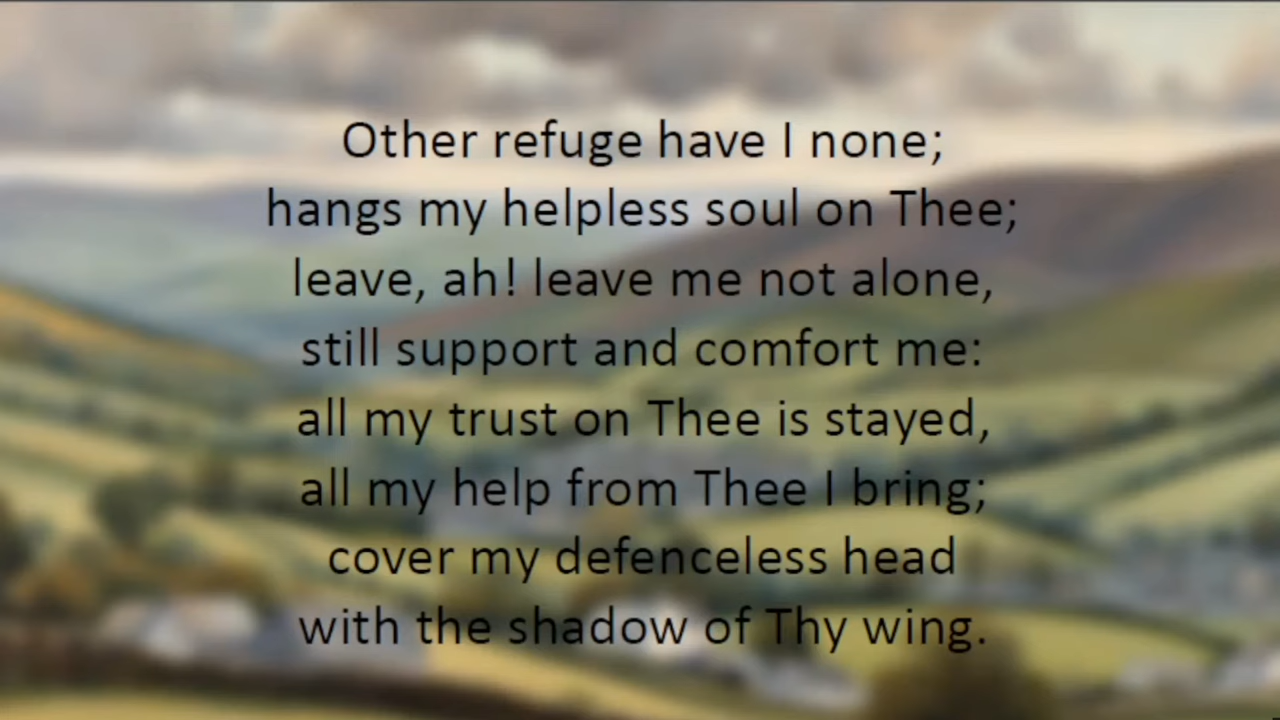 Other refuge have I none;
hangs my helpless soul on Thee;
leave, ah! leave me not alone,
still support and comfort me:
all my trust on Thee is stayed,
all my help from Thee I bring;
cover my defenceless head
with the shadow of Thy wing.